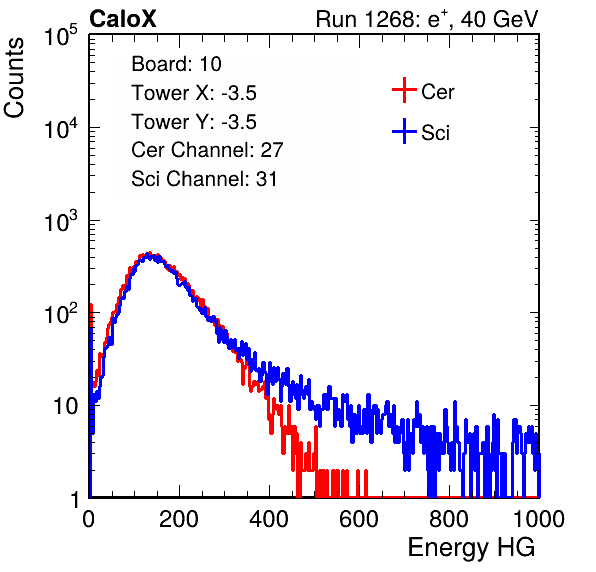 CaloX Run 1268: e⁺, 40 GeV
Counts
Board: 10
Tower X: -3.5
Tower Y: -3.5
Cer Channel: 27
Sci Channel: 31
Cer
Sci
10⁵
10⁴
10³
10²
10
1
0 200 400 600 800 1000
Energy HG